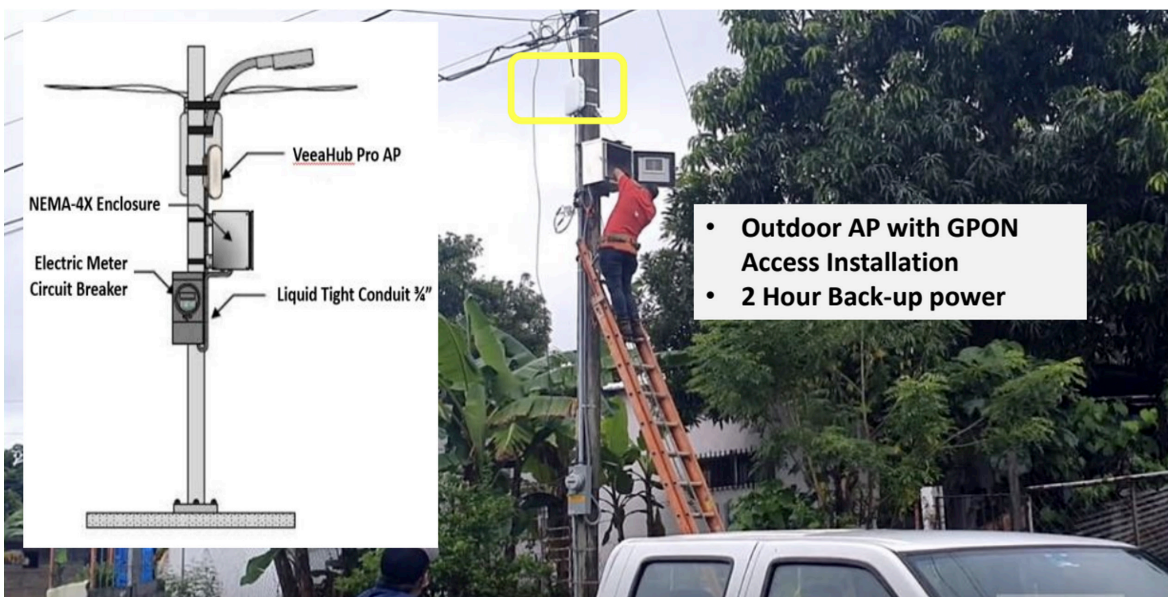 VeeaHub Pro AP
NEMA-4X Enclosure
Electric Meter
Circuit Breaker
Liquid Tight Conduit ¾”
• Outdoor AP with GPON
Access Installation
• 2 Hour Back-up power